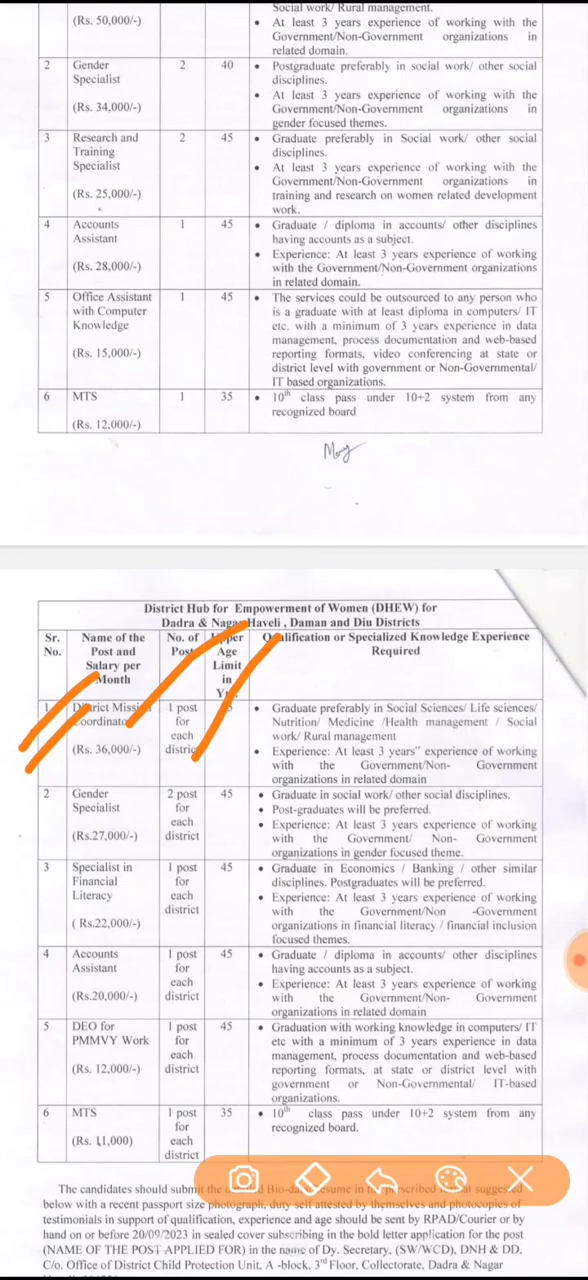 (Rs. 50,000/-)
Social work/ Rural management.
• At least 3 years experience of working with the
Government/Non-Government organizations in
related domain.
2
Gender
Specialist
(Rs. 34,000/-)
2
40
• Postgraduate preferably in social work/ other social
disciplines.
• At least 3 years experience of working with the
Government/Non-Government organizations in
gender focused themes.
3
Research and
Training
Specialist
(Rs. 25,000/-)
2
45
• Graduate preferably in Social work/ other social
disciplines.
• At least 3 years experience of working with the
Government/Non-Government organizations in
training and research on women related development
work.
4
Accounts
Assistant
(Rs. 28,000/-)
1
45
• Graduate / diploma in accounts/ other disciplines
having accounts as a subject.
• Experience: At least 3 years experience of working
with the Government/Non-Government organizations
in related domain.
5
Office Assistant
with Computer
Knowledge
(Rs. 15,000/-)
1
45
• The services could be outsourced to any person who
is a graduate with at least diploma in computers/ IT
etc. with a minimum of 3 years experience in data
management, process documentation and web-based
reporting formats, video conferencing at state or
district level with government or Non-Governmental/
IT based organizations.
6
MTS
(Rs. 12,000/-)
1
35
• 10th class pass under 10+2 system from any
recognized board
District Hub for Empowerment of Women (DHEW) for
Dadra & Nagar Haveli , Daman and Diu Districts
Sr.
No.
Name of the
Post and
Salary per
Month
No. of
Post
Upper
Age
Limit
in
Qualification or Specialized Knowledge Experience
Required
1
District Mission
Coordinator
(Rs. 36,000/-)
1 post
for
each
district
• Graduate preferably in Social Sciences/ Life sciences/
Nutrition/ Medicine /Health management / Social
work/ Rural management
• Experience: At least 3 years" experience of working
with the Government/Non- Government
organizations in related domain
2
Gender
Specialist
(Rs.27,000/-)
2 post
for
each
district
45
• Graduate in social work/ other social disciplines.
• Post-graduates will be preferred.
• Experience: At least 3 years experience of working
with the Government/ Non- Government
organizations in gender focused theme.
3
Specialist in
Financial
Literacy
( Rs.22,000/-)
1 post
for
each
district
45
• Graduate in Economics / Banking / other similar
disciplines. Postgraduates will be preferred.
• Experience: At least 3 years experience of working
with the Government/Non -Government
organizations in financial literacy / financial inclusion
focused themes.
4
Accounts
Assistant
(Rs.20,000/-)
1 post
for
each
district
45
• Graduate / diploma in accounts/ other disciplines
having accounts as a subject.
• Experience: At least 3 years experience of working
with the Government/Non- Government
organizations in related domain
5
DEO for
PMMVY Work
(Rs. 12,000/-)
1 post
for
each
district
45
• Graduation with working knowledge in computers/ IT
etc with a minimum of 3 years experience in data
management, process documentation and web-based
reporting formats, at state or district level with
government or Non-Governmental/ IT-based
organizations.
6
MTS
(Rs. 11,000)
1 post
for
each
district
35
• 10th class pass under 10+2 system from any
recognized board.
The candidates should submit the Bio-data/Resume in the prescribed suggested
below with a recent passport size photograph, duty self attested by themselves and photocopies of
testimonials in support of qualification, experience and age should be sent by RPAD/Courier or by
hand on or before 20/09/2023 in sealed cover subscribing in the bold letter application for the post
(NAME OF THE POST APPLIED FOR) in the name of Dy. Secretary, (SW/WCD), DNH & DD,
C/o. Office of District Child Protection Unit, A -block, 3rd Floor, Collectorate, Dadra & Nagar